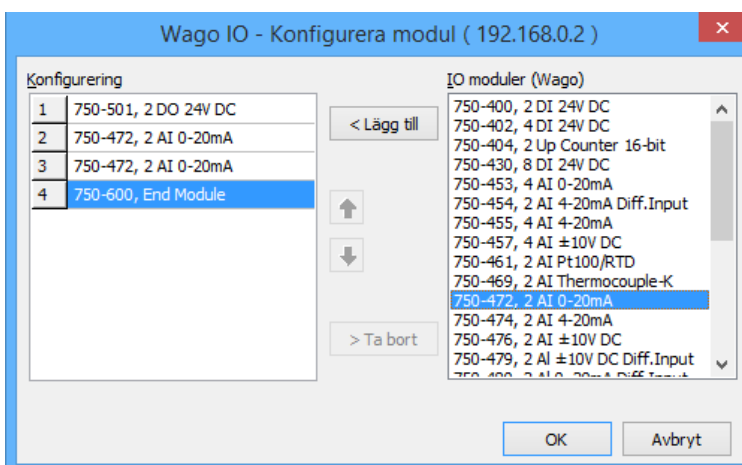 Wago IO - Konfigurera modul ( 192.168.0.2 )
Konfigurering
1 750-501, 2 DO 24V DC
2 750-472, 2 AI 0-20mA
3 750-472, 2 AI 0-20mA
4 750-600, End Module
< Lägg till
> Ta bort
IO moduler (Wago)
750-400, 2 DI 24V DC
750-402, 4 DI 24V DC
750-404, 2 Up Counter 16-bit
750-430, 8 DI 24V DC
750-453, 4 AI 0-20mA
750-454, 2 AI 4-20mA Diff.Input
750-455, 4 AI 4-20mA
750-457, 4 AI ±10V DC
750-461, 2 AI Pt100/RTD
750-469, 2 AI Thermocouple-K
750-472, 2 AI 0-20mA
750-474, 2 AI 4-20mA
750-476, 2 AI ±10V DC
750-479, 2 AI ±10V DC Diff.Input
OK
Avbryt